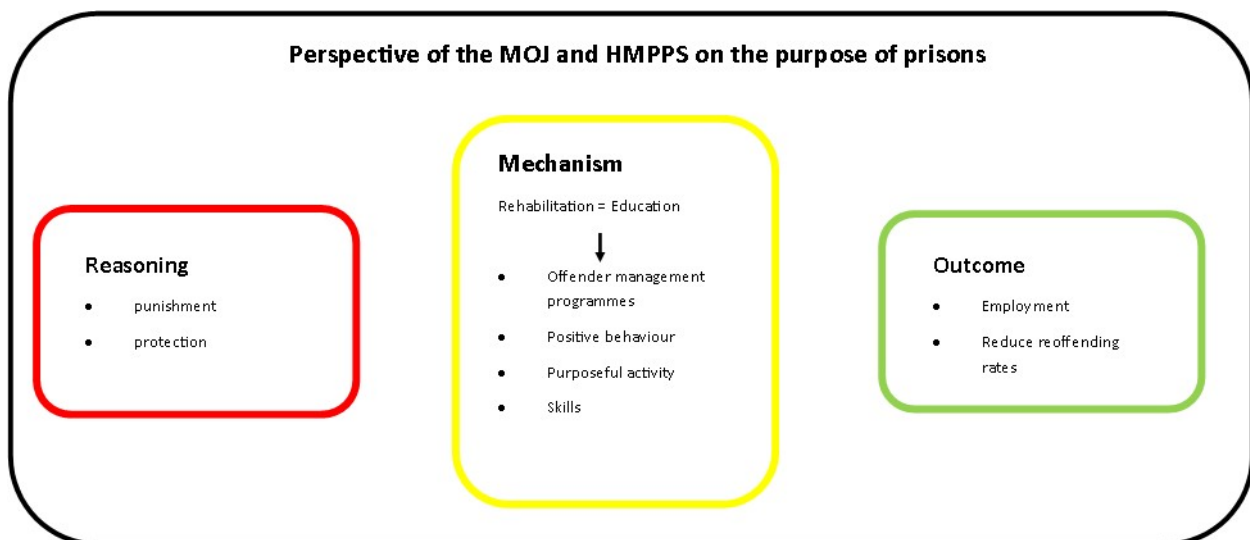 Perspective of the MOJ and HMPPS on the purpose of prisons
Reasoning
• punishment
• protection
Mechanism
Rehabilitation = Education
• Offender management
programmes
• Positive behaviour
• Purposeful activity
• Skills
Outcome
• Employment
• Reduce reoffending
rates